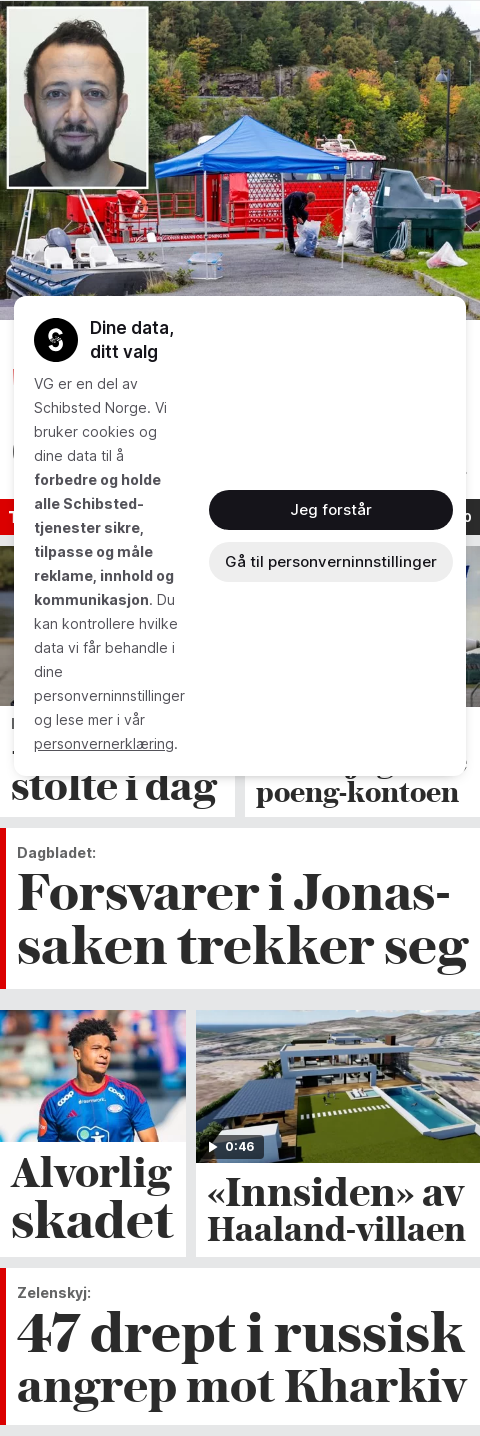 Dine data,
ditt valg
VG er en del av
Schibsted Norge. Vi
bruker cookies og
dine data til å
forbedre og holde
alle Schibsted-
tjenester sikre,
tilpasse og måle
reklame, innhold og
kommunikasjon. Du
kan kontrollere hvilke
data vi får behandle i
dine
personverninnstillinger
og lese mer i vår
personvernerklæring.
Jeg forstår
Gå til personverninnstillinger
stolte i dag
poeng-kontoen
Dagbladet:
Forsvarer i Jonas-
saken trekker seg
Alvorlig
skadet
0:46
«Innsiden» av
Haaland-villaen
Zelenskyj:
47 drept i russisk
angrep mot Kharkiv